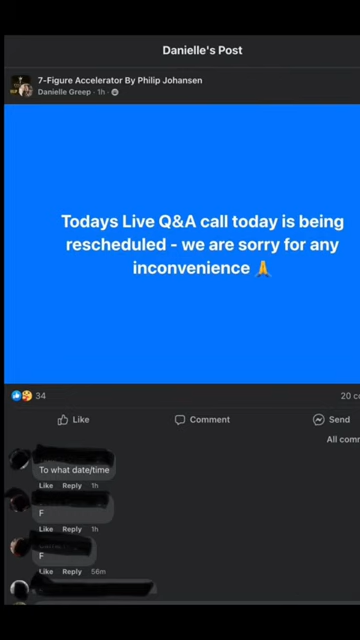 Danielle's Post
7-Figure Accelerator By Philip Johansen
Danielle Greep · 1h ·
Todays Live Q&A call today is being
rescheduled - we are sorry for any
inconvenience 🙏
34
20 co
Like
Comment
Send
All comm
To what date/time
Like Reply 1h
F
Like Reply 1h
F
Like Reply 56m